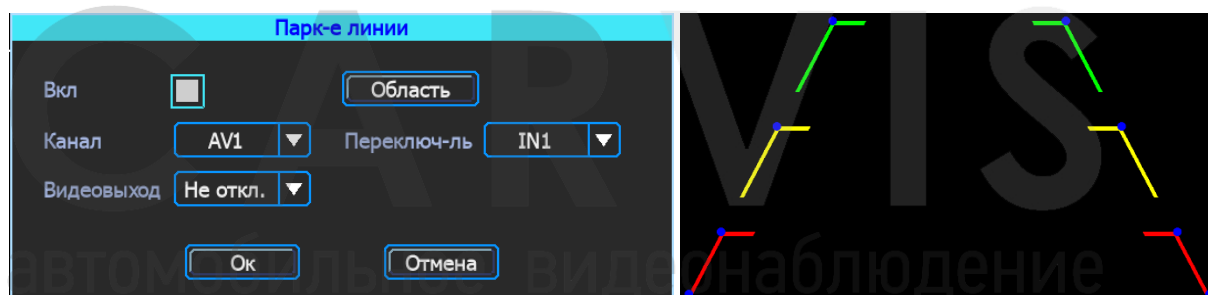 Парк-е линии
Вкл
Область
Канал AV1 Переключ-ль IN1
Видеовыход Не откл.
Ок Отмена
CARVIS
автомобильное видеонаблюдение